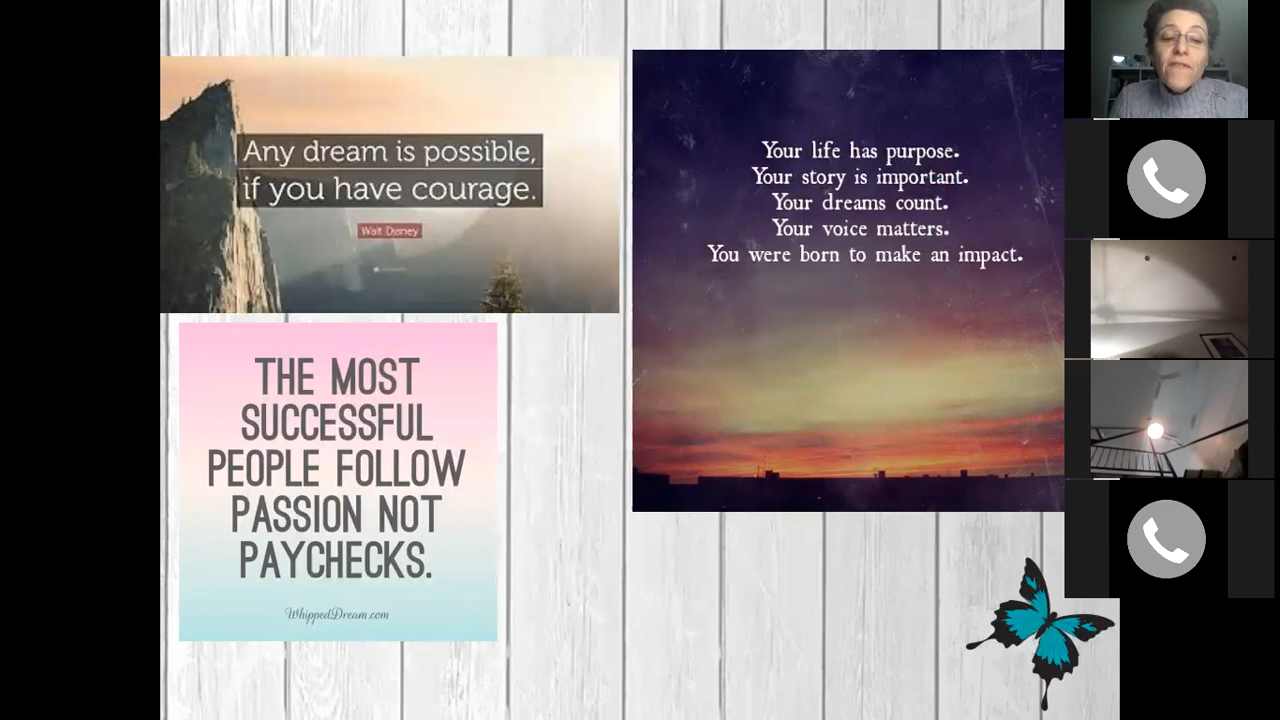 Any dream is possible,
if you have courage.
Walt Disney
Your life has purpose.
Your story is important.
Your dreams count.
Your voice matters.
You were born to make an impact.
THE MOST
SUCCESSFUL
PEOPLE FOLLOW
PASSION NOT
PAYCHECKS.
WhippedDream.com